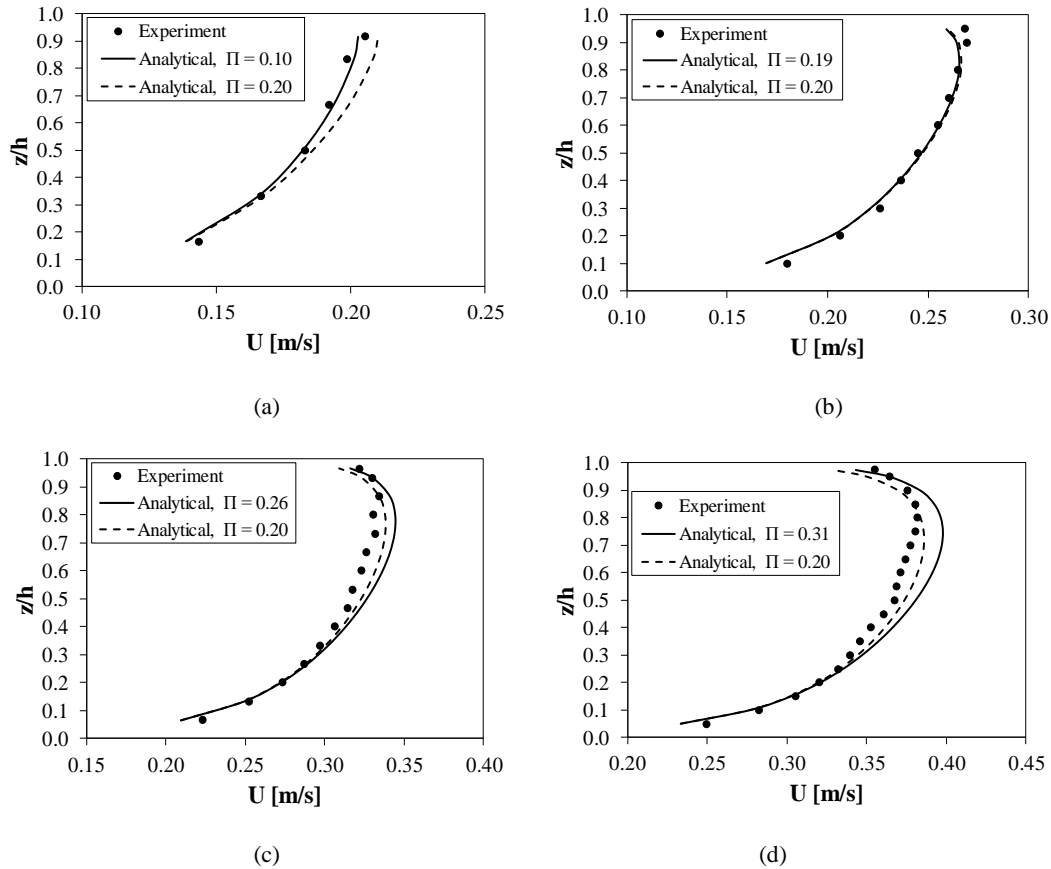 1.0
0.9
0.8
0.7
0.6
0.5
0.4
0.3
0.2
0.1
0.0
z/h
Experiment
Analytical, Π = 0.10
Analytical, Π = 0.20
0.10 0.15 0.20 0.25
U [m/s]
(a)
1.0
0.9
0.8
0.7
0.6
0.5
0.4
0.3
0.2
0.1
0.0
z/h
Experiment
Analytical, Π = 0.19
Analytical, Π = 0.20
0.10 0.20 0.30
U [m/s]
(b)
1.0
0.9
0.8
0.7
0.6
0.5
0.4
0.3
0.2
0.1
0.0
z/h
Experiment
Analytical, Π = 0.26
Analytical, Π = 0.20
0.15 0.20 0.25 0.30 0.35 0.40
U [m/s]
(c)
1.0
0.9
0.8
0.7
0.6
0.5
0.4
0.3
0.2
0.1
0.0
z/h
Experiment
Analytical, Π = 0.31
Analytical, Π = 0.20
0.20 0.25 0.30 0.35 0.40 0.45
U [m/s]
(d)